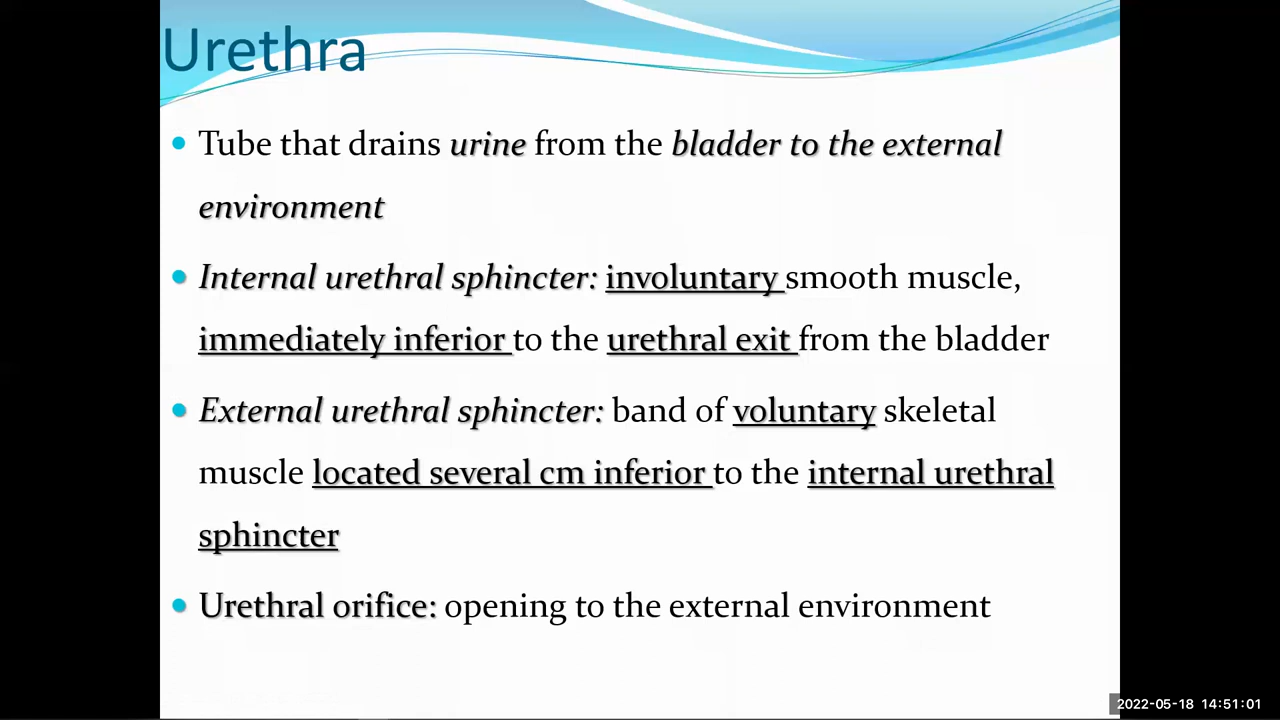 Urethra
Tube that drains urine from the bladder to the external
environment
Internal urethral sphincter: involuntary smooth muscle,
immediately inferior to the urethral exit from the bladder
External urethral sphincter: band of voluntary skeletal
muscle located several cm inferior to the internal urethral
sphincter
Urethral orifice: opening to the external environment
2022-05-18 14:51:01